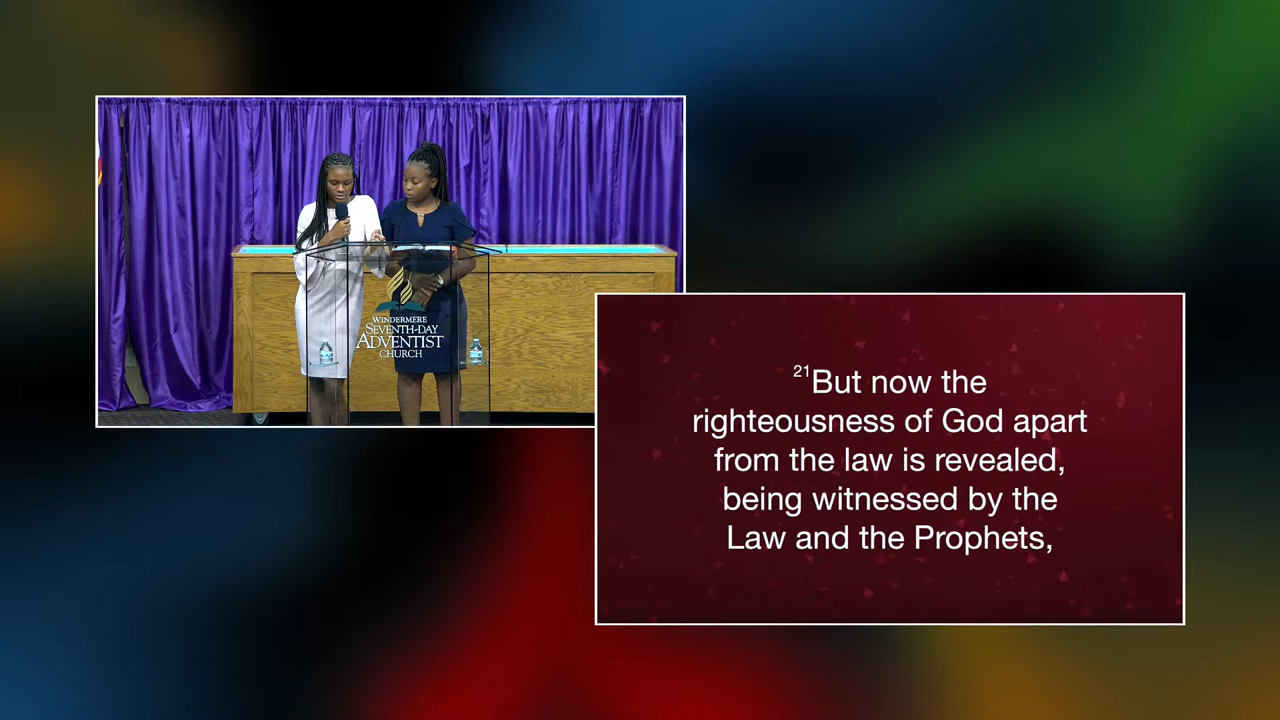 WINDERMERE
SEVENTH-DAY
ADVENTIST
CHURCH
21But now the
righteousness of God apart
from the law is revealed,
being witnessed by the
Law and the Prophets,